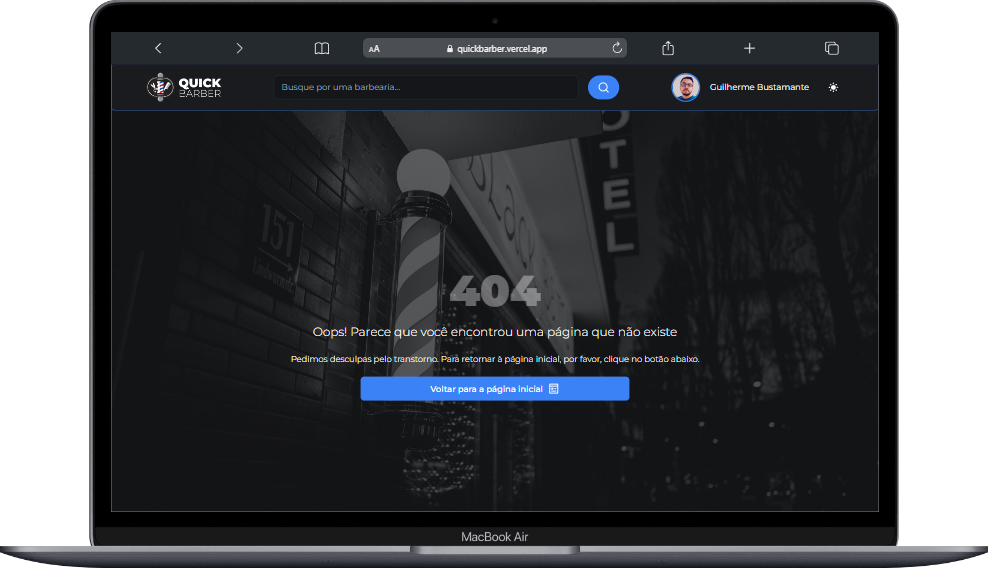 AA
quickbarber.vercel.app
QUICK
BARBER
Busque por uma barbearia...
Guilherme Bustamante
OTEL
151
404
Oops! Parece que você encontrou uma página que não existe
Pedimos desculpas pelo transtorno. Para retornar à página inicial, por favor, clique no botão abaixo.
Voltar para a página inicial
MacBook Air